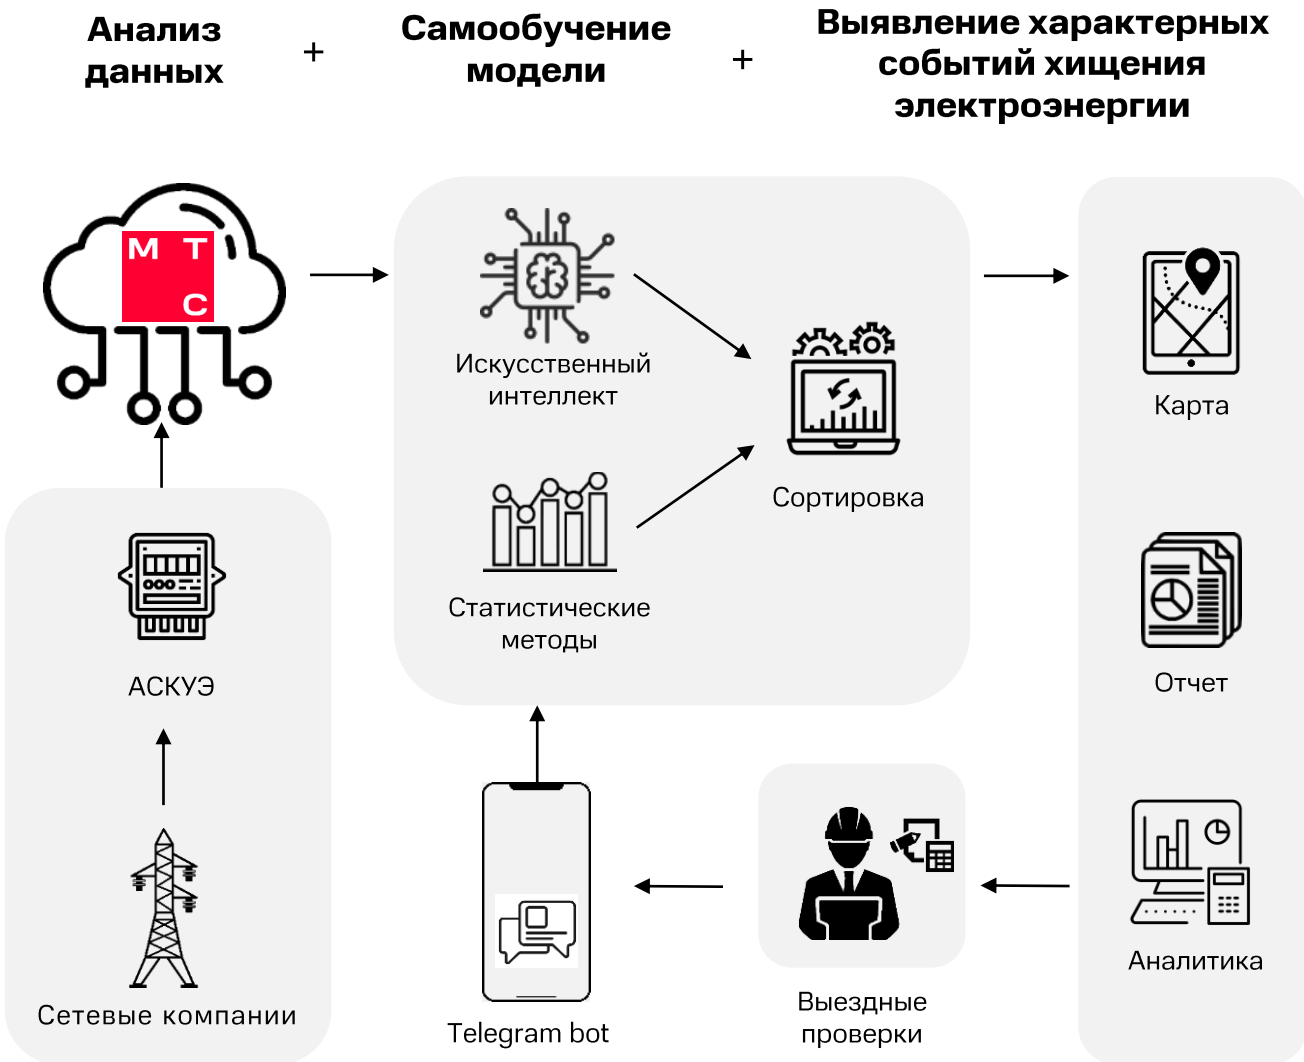 Анализ
данных
+
Самообучение
модели
+
Выявление характерных
событий хищения
электроэнергии
М Т
С
Искусственный
интеллект
Статистические
методы
Сортировка
Карта
Отчет
Аналитика
АСКУЭ
Сетевые компании
Telegram bot
Выездные
проверки